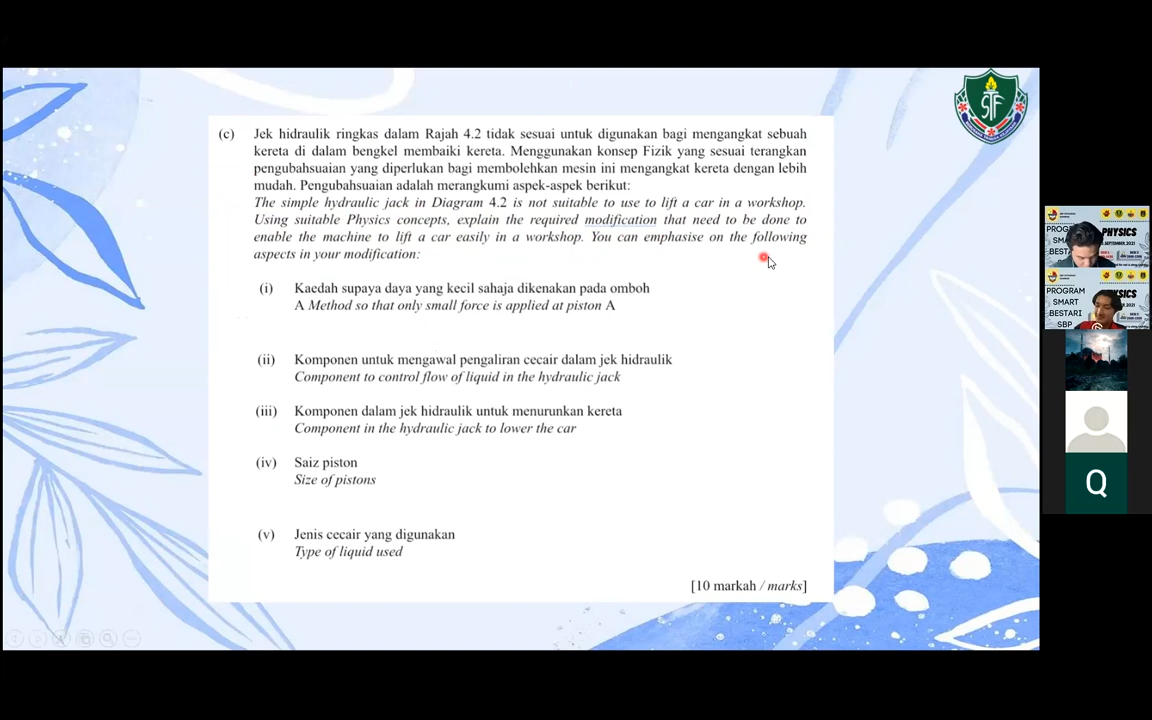 (c) Jek hidraulik ringkas dalam Rajah 4.2 tidak sesuai untuk digunakan bagi mengangkat sebuah
kereta di dalam bengkel membaiki kereta. Menggunakan konsep Fizik yang sesuai terangkan
pengubahsuaian yang diperlukan bagi membolehkan mesin ini mengangkat kereta dengan lebih
mudah. Pengubahsuaian adalah merangkumi aspek-aspek berikut:
The simple hydraulic jack in Diagram 4.2 is not suitable to use to lift a car in a workshop.
Using suitable Physics concepts, explain the required modification that need to be done to
enable the machine to lift a car easily in a workshop. You can emphasise on the following
aspects in your modification:
(i) Kaedah supaya daya yang kecil sahaja dikenakan pada omboh
A Method so that only small force is applied at piston A
(ii) Komponen untuk mengawal pengaliran cecair dalam jek hidraulik
Component to control flow of liquid in the hydraulic jack
(iii) Komponen dalam jek hidraulik untuk menurunkan kereta
Component in the hydraulic jack to lower the car
(iv) Saiz piston
Size of pistons
(v) Jenis cecair yang digunakan
Type of liquid used
[10 markah / marks]
STF
PHYSICS
PROGRAM
SMART
BESTARI
SBP
Q